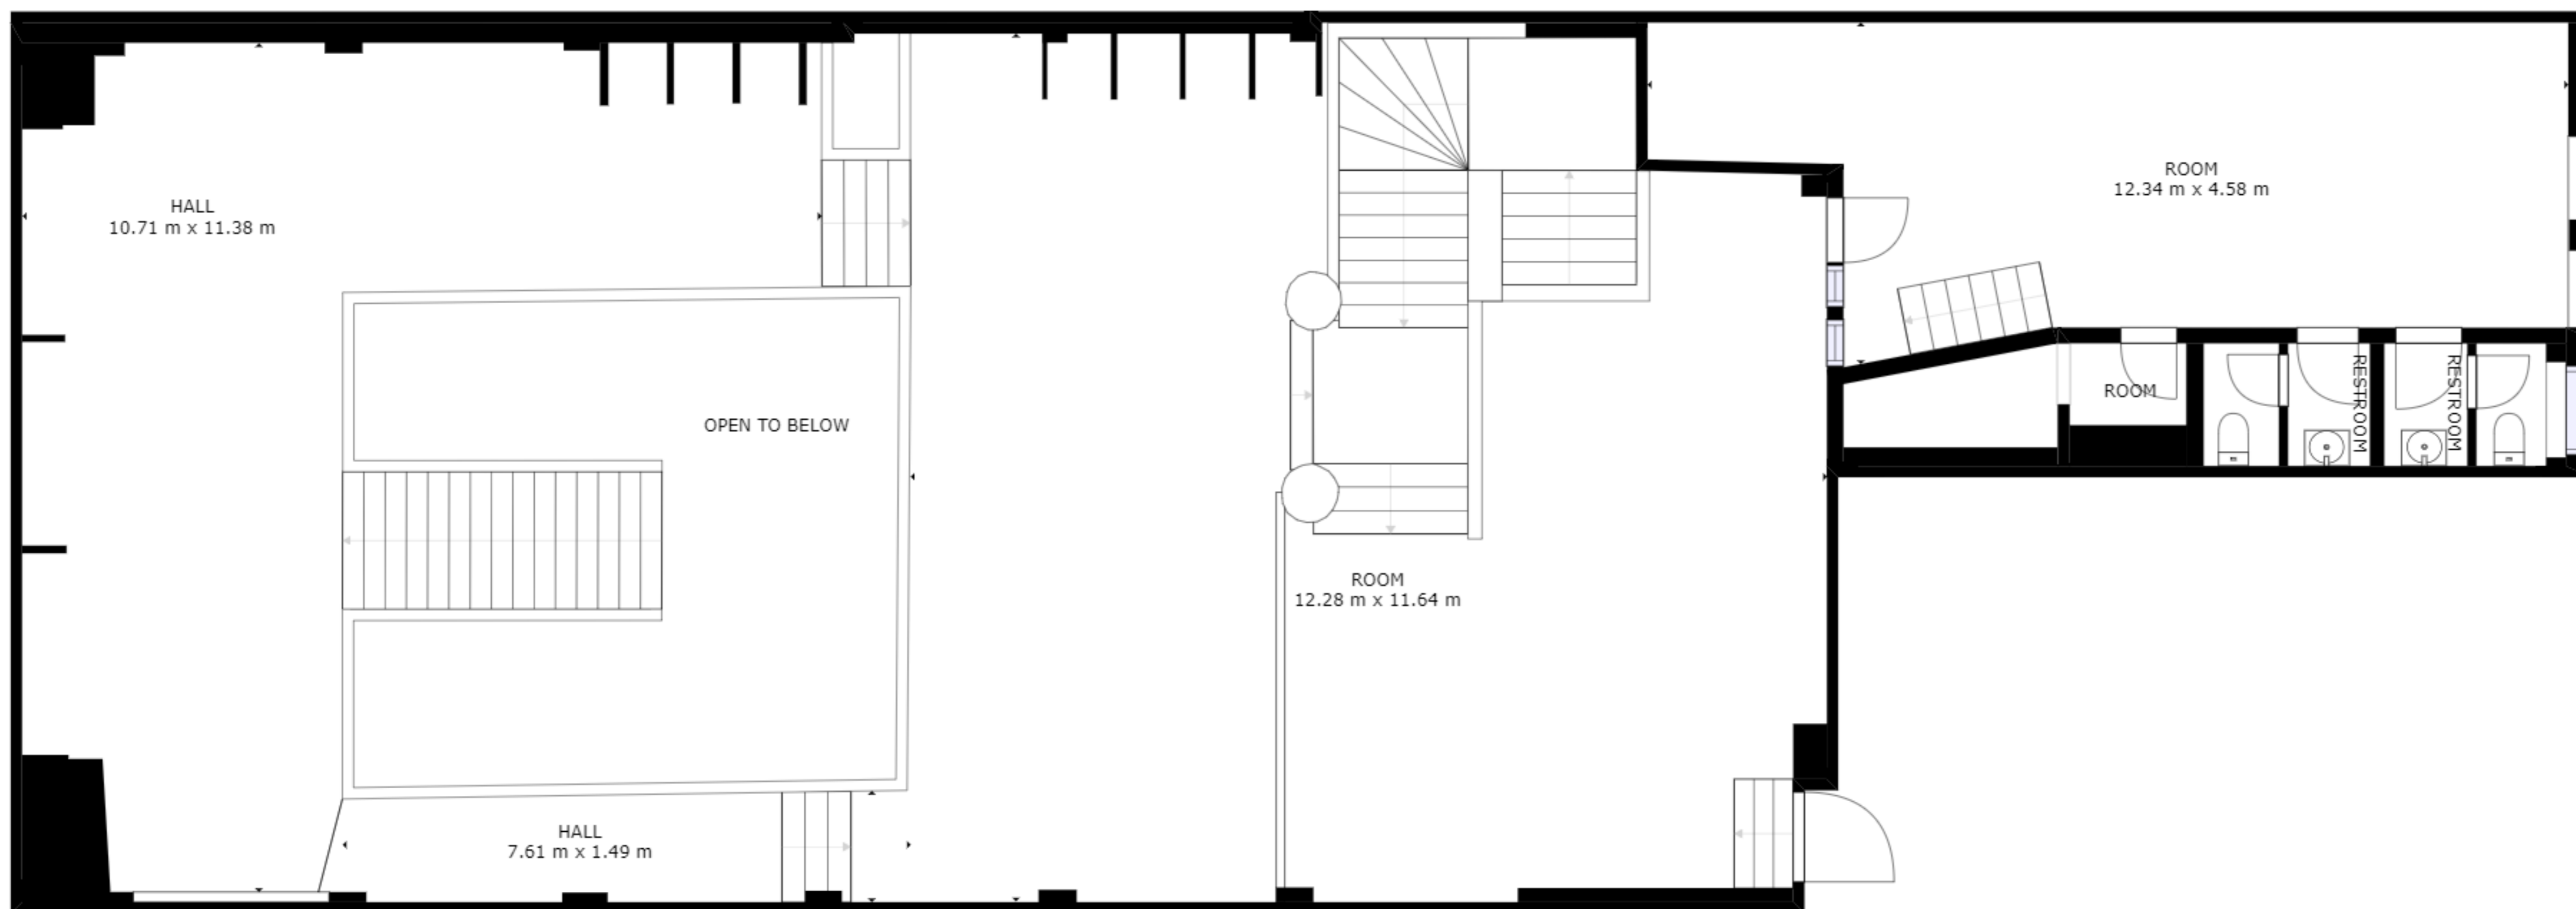 HALL
10.71 m x 11.38 m
ROOM
12.34 m x 4.58 m
OPEN TO BELOW
ROOM
RESTROOM
RESTROOM
ROOM
12.28 m x 11.64 m
HALL
7.61 m x 1.49 m